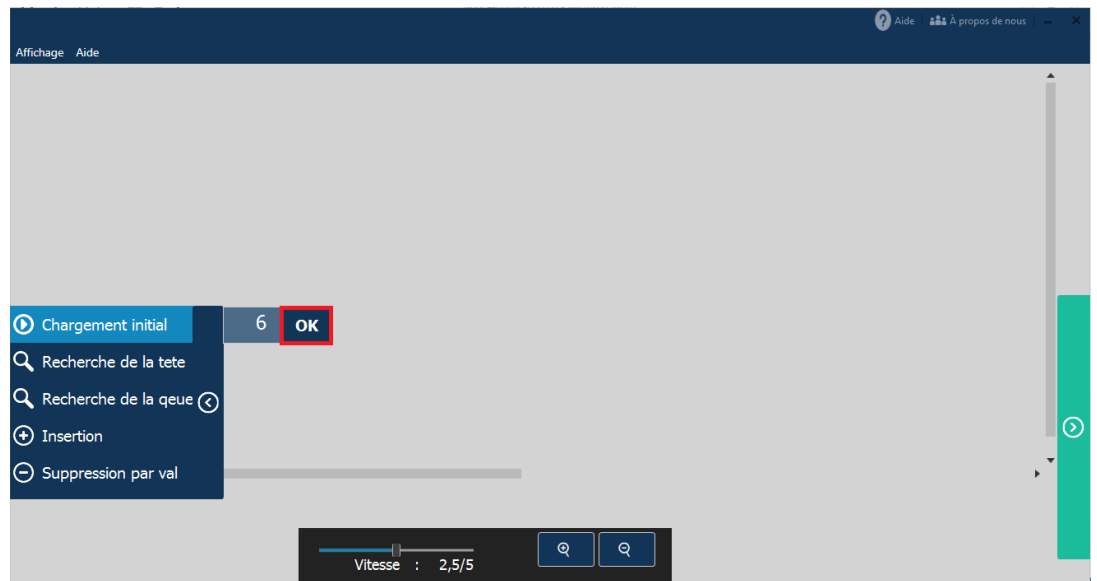 Aide À propos de nous
Affichage Aide
Chargement initial 6 OK
Recherche de la tete
Recherche de la qeue
Insertion
Suppression par val
Vitesse : 2,5/5